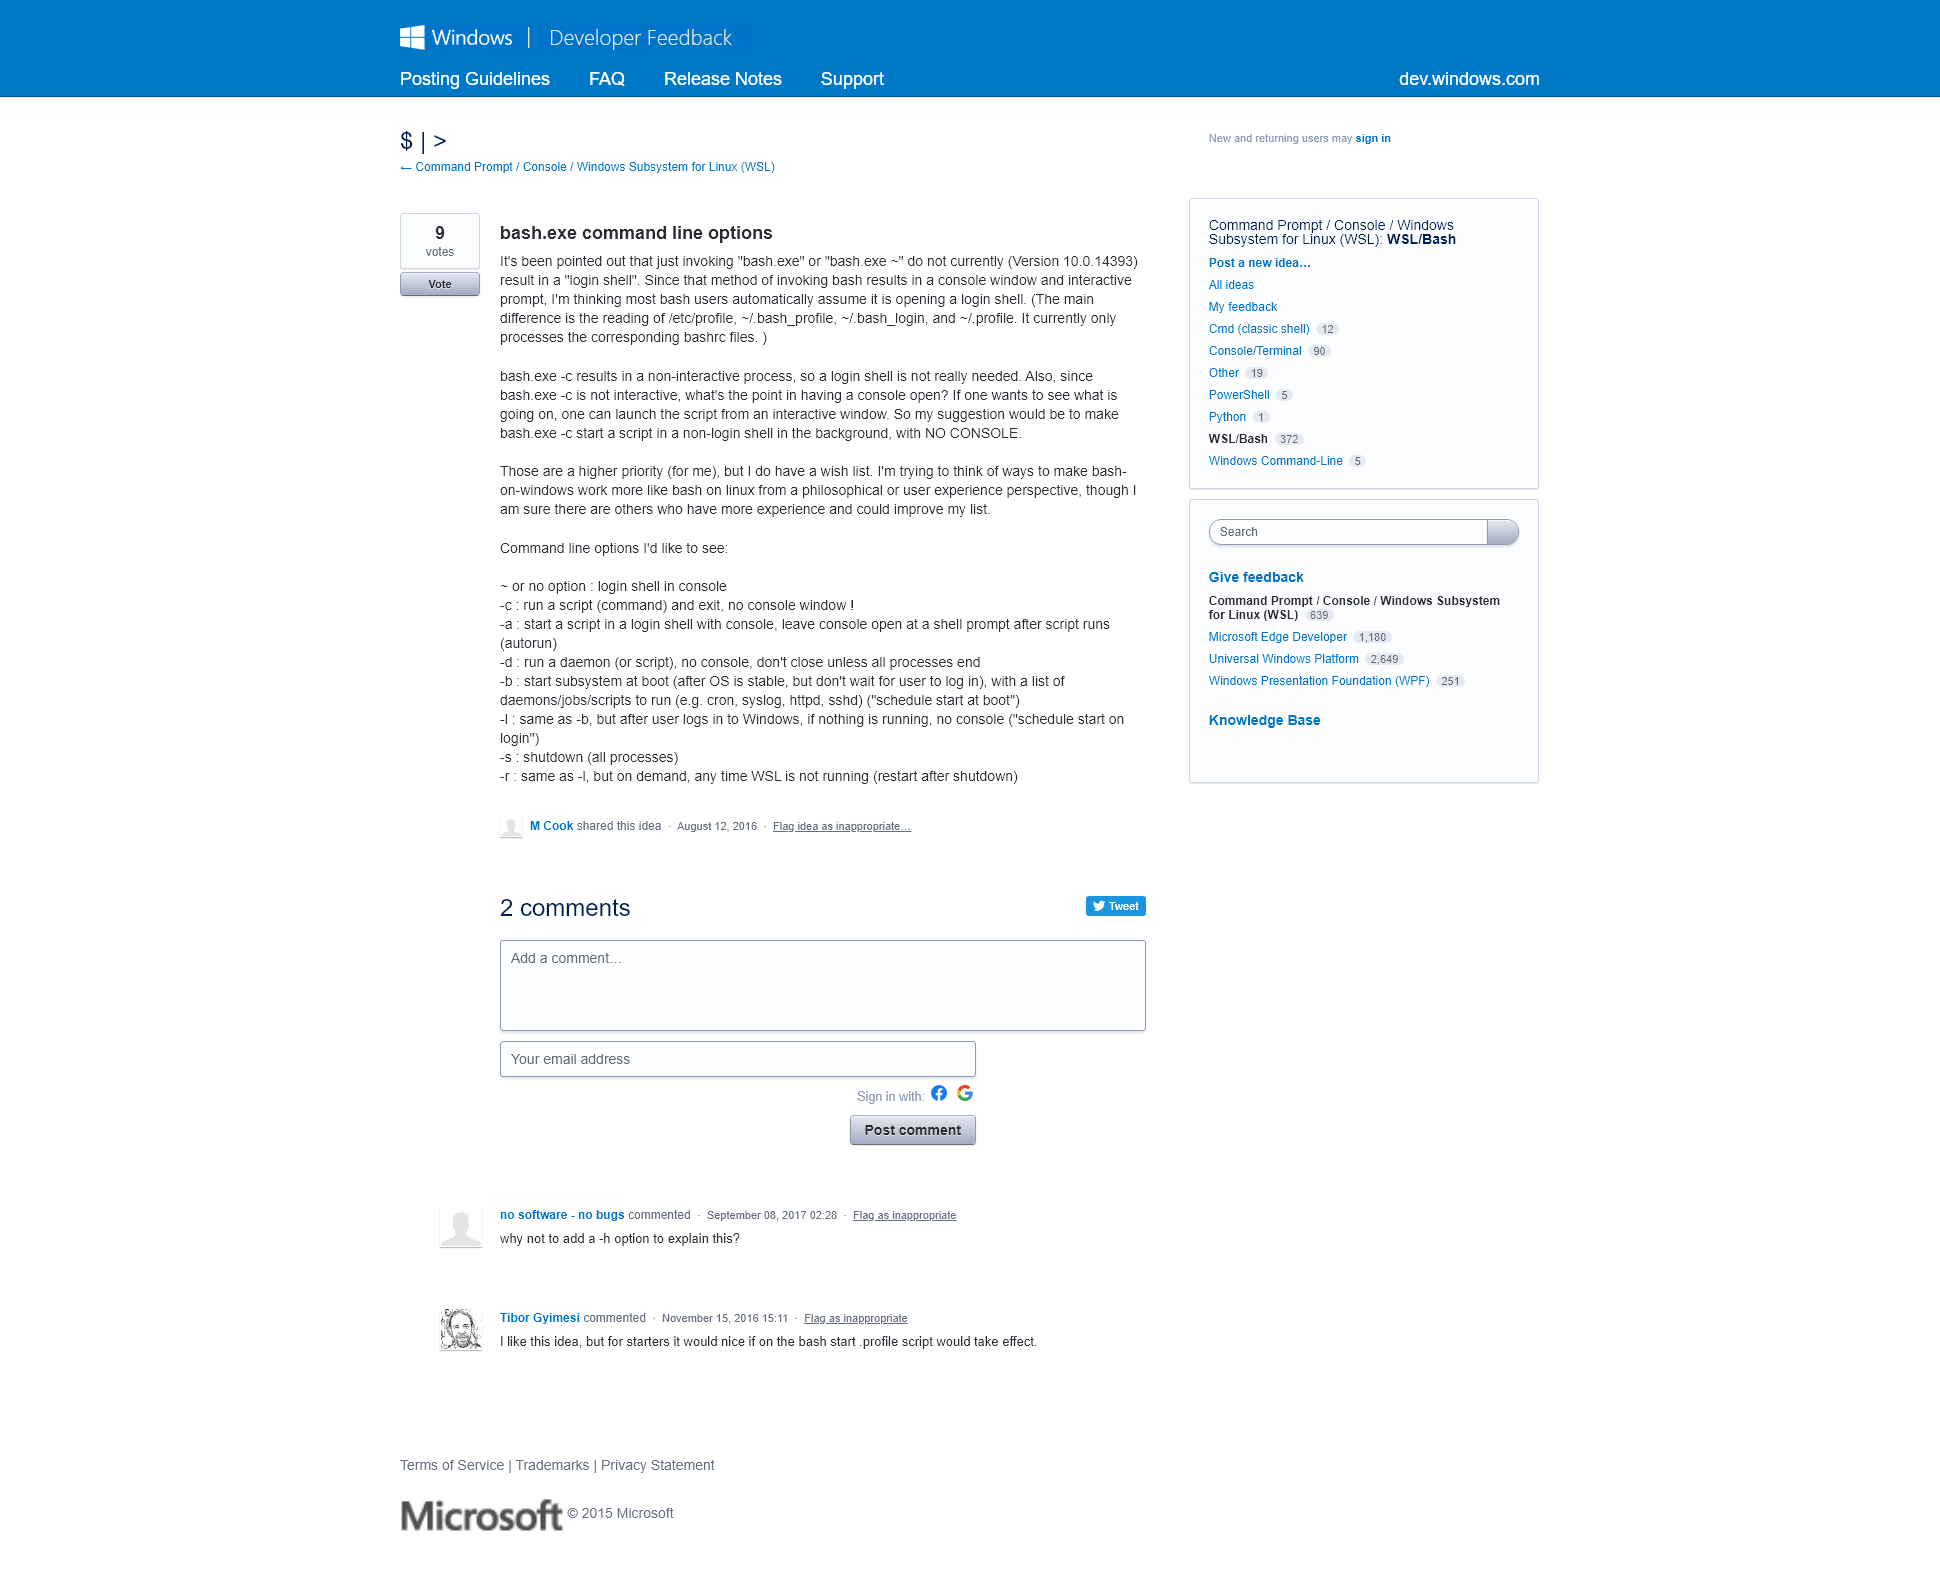 Windows | Developer Feedback
Posting Guidelines FAQ Release Notes Support dev.windows.com
$ | >
← Command Prompt / Console / Windows Subsystem for Linux (WSL)
9
votes
Vote
bash.exe command line options
It's been pointed out that just invoking "bash.exe" or "bash.exe ~" do not currently (Version 10.0.14393)
result in a "login shell". Since that method of invoking bash results in a console window and interactive
prompt, I'm thinking most bash users automatically assume it is opening a login shell. (The main
difference is the reading of /etc/profile, ~/.bash_profile, ~/.bash_login, and ~/.profile. It currently only
processes the corresponding bashrc files. )
bash.exe -c results in a non-interactive process, so a login shell is not really needed. Also, since
bash.exe -c is not interactive, what's the point in having a console open? If one wants to see what is
going on, one can launch the script from an interactive window. So my suggestion would be to make
bash.exe -c start a script in a non-login shell in the background, with NO CONSOLE.
Those are a higher priority (for me), but I do have a wish list. I'm trying to think of ways to make bash-
on-windows work more like bash on linux from a philosophical or user experience perspective, though I
am sure there are others who have more experience and could improve my list.
Command line options I'd like to see:
~ or no option : login shell in console
-c : run a script (command) and exit, no console window !
-a : start a script in a login shell with console, leave console open at a shell prompt after script runs
(autorun)
-d : run a daemon (or script), no console, don't close unless all processes end
-b : start subsystem at boot (after OS is stable, but don't wait for user to log in), with a list of
daemons/jobs/scripts to run (e.g. cron, syslog, httpd, sshd) ("schedule start at boot")
-l : same as -b, but after user logs in to Windows, if nothing is running, no console ("schedule start on
login")
-s : shutdown (all processes)
-r : same as -l, but on demand, any time WSL is not running (restart after shutdown)
M Cook shared this idea · August 12, 2016 · Flag idea as inappropriate…
2 comments
Tweet
Add a comment…
Your email address
Sign in with:
Post comment
no software - no bugs commented · September 08, 2017 02:28 · Flag as inappropriate
why not to add a -h option to explain this?
Tibor Gyimesi commented · November 15, 2016 15:11 · Flag as inappropriate
I like this idea, but for starters it would nice if on the bash start .profile script would take effect.
New and returning users may sign in
Command Prompt / Console / Windows
Subsystem for Linux (WSL): WSL/Bash
Post a new idea…
All ideas
My feedback
Cmd (classic shell) 12
Console/Terminal 90
Other 19
PowerShell 5
Python 1
WSL/Bash 372
Windows Command-Line 5
Search
Give feedback
Command Prompt / Console / Windows Subsystem
for Linux (WSL) 639
Microsoft Edge Developer 1,180
Universal Windows Platform 2,649
Windows Presentation Foundation (WPF) 251
Knowledge Base
Terms of Service | Trademarks | Privacy Statement
Microsoft © 2015 Microsoft